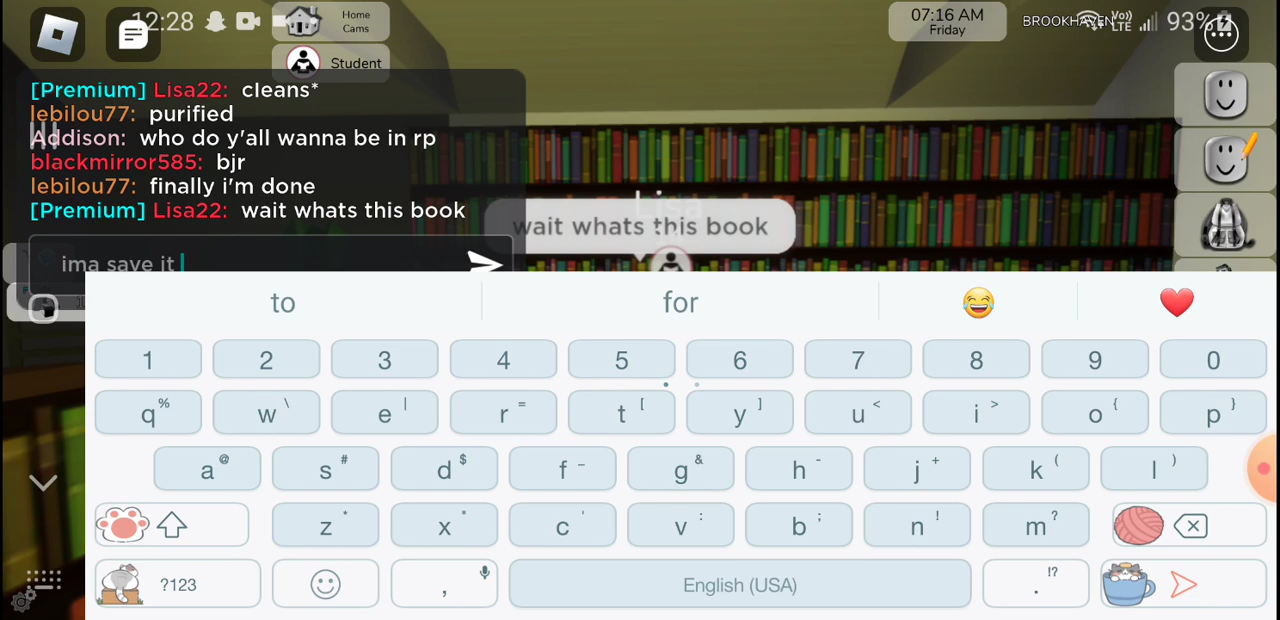 12:28
Home
Cams
Student
07:16 AM
Friday
BROOKHAVEN
Vo))
LTE
93%
[Premium] Lisa22: cleans*
lebilou77: purified
Addison: who do y'all wanna be in rp
blackmirror585: bjr
lebilou77: finally i'm done
[Premium] Lisa22: wait whats this book
Lisa
wait whats this book
ima save it
to for 😂 ❤️
1 2 3 4 5 6 7 8 9 0
q% w\ e| r= t[ y] u< i> o{ p}
a@ s# d$ f- g& h- j+ k( l)
z* x" c' v: b; n! m?
?123 , English (USA) . !?